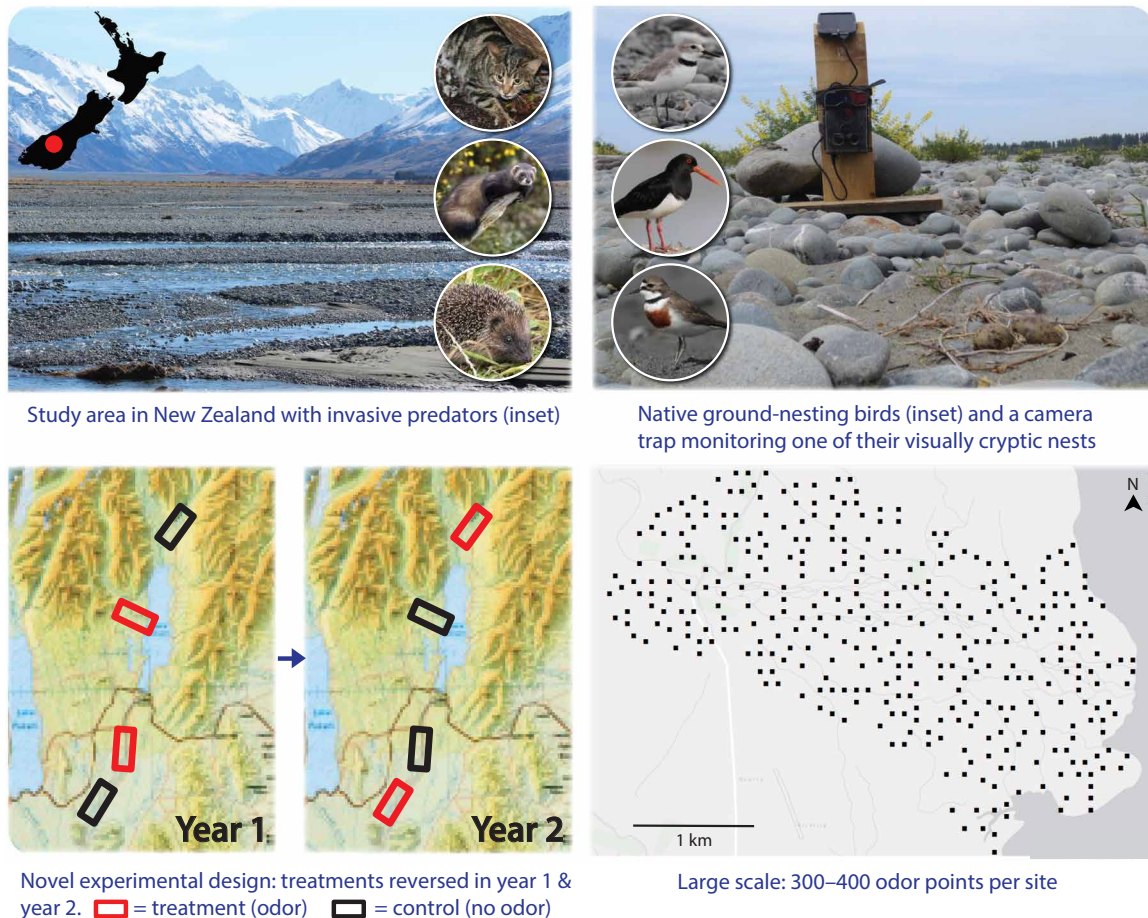 Study area in New Zealand with invasive predators (inset)
Native ground-nesting birds (inset) and a camera
trap monitoring one of their visually cryptic nests
Year 1
Year 2
N
1 km
Novel experimental design: treatments reversed in year 1 &
year 2. = treatment (odor) = control (no odor)
Large scale: 300–400 odor points per site